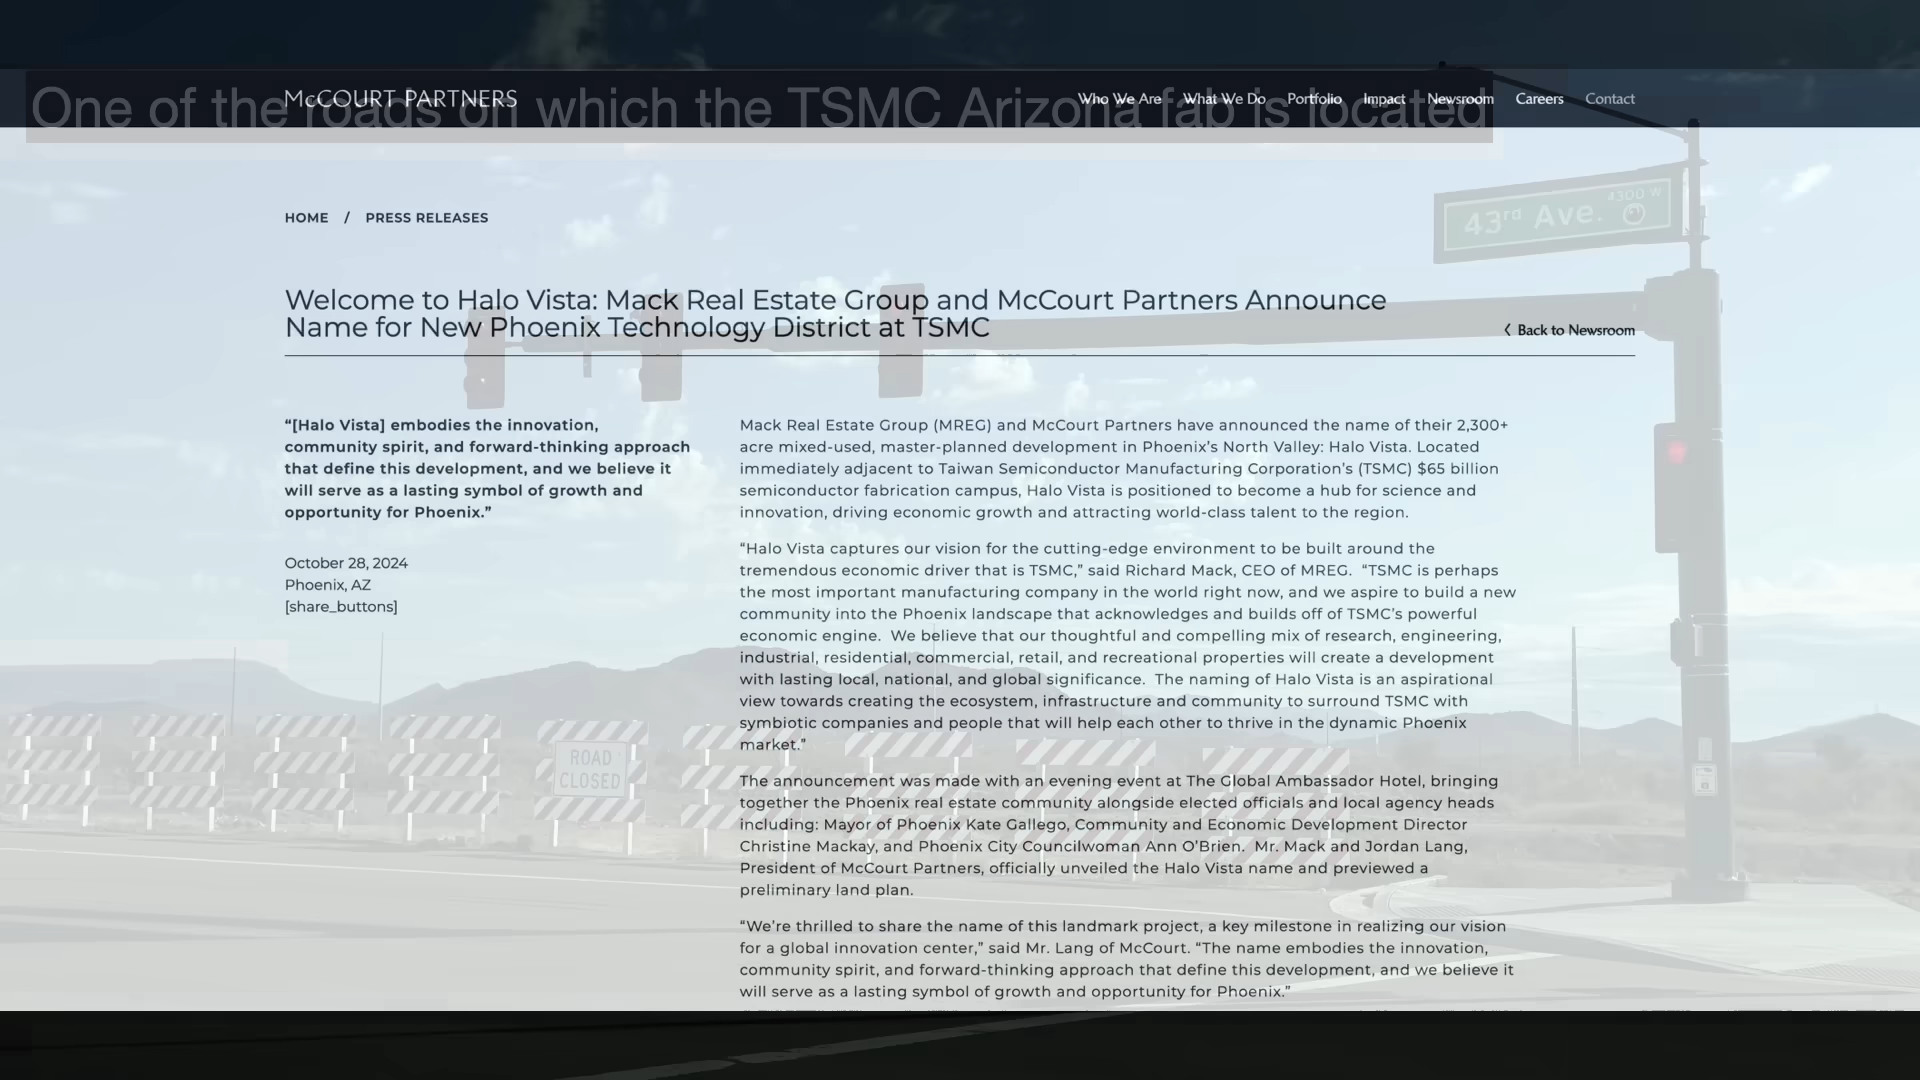 One of the roads on which the TSMC Arizona fab is located
McCOURT PARTNERS
Who We Are What We Do Portfolio Impact Newsroom Careers Contact
4300 W
43rd Ave.
HOME / PRESS RELEASES
Welcome to Halo Vista: Mack Real Estate Group and McCourt Partners Announce
Name for New Phoenix Technology District at TSMC
Back to Newsroom
“[Halo Vista] embodies the innovation,
community spirit, and forward-thinking approach
that define this development, and we believe it
will serve as a lasting symbol of growth and
opportunity for Phoenix.”
October 28, 2024
Phoenix, AZ
[share_buttons]
Mack Real Estate Group (MREG) and McCourt Partners have announced the name of their 2,300+
acre mixed-used, master-planned development in Phoenix’s North Valley: Halo Vista. Located
immediately adjacent to Taiwan Semiconductor Manufacturing Corporation’s (TSMC) $65 billion
semiconductor fabrication campus, Halo Vista is positioned to become a hub for science and
innovation, driving economic growth and attracting world-class talent to the region.
“Halo Vista captures our vision for the cutting-edge environment to be built around the
tremendous economic driver that is TSMC,” said Richard Mack, CEO of MREG. “TSMC is perhaps
the most important manufacturing company in the world right now, and we aspire to build a new
community into the Phoenix landscape that acknowledges and builds off of TSMC’s powerful
economic engine. We believe that our thoughtful and compelling mix of research, engineering,
industrial, residential, commercial, retail, and recreational properties will create a development
with lasting local, national, and global significance. The naming of Halo Vista is an aspirational
view towards creating the ecosystem, infrastructure and community to surround TSMC with
symbiotic companies and people that will help each other to thrive in the dynamic Phoenix
market.”
The announcement was made with an evening event at The Global Ambassador Hotel, bringing
together the Phoenix real estate community alongside elected officials and local agency heads
including: Mayor of Phoenix Kate Gallego, Community and Economic Development Director
Christine Mackay, and Phoenix City Councilwoman Ann O’Brien. Mr. Mack and Jordan Lang,
President of McCourt Partners, officially unveiled the Halo Vista name and previewed a
preliminary land plan.
“We’re thrilled to share the name of this landmark project, a key milestone in realizing our vision
for a global innovation center,” said Mr. Lang of McCourt. “The name embodies the innovation,
community spirit, and forward-thinking approach that define this development, and we believe it
will serve as a lasting symbol of growth and opportunity for Phoenix.”
ROAD
CLOSED